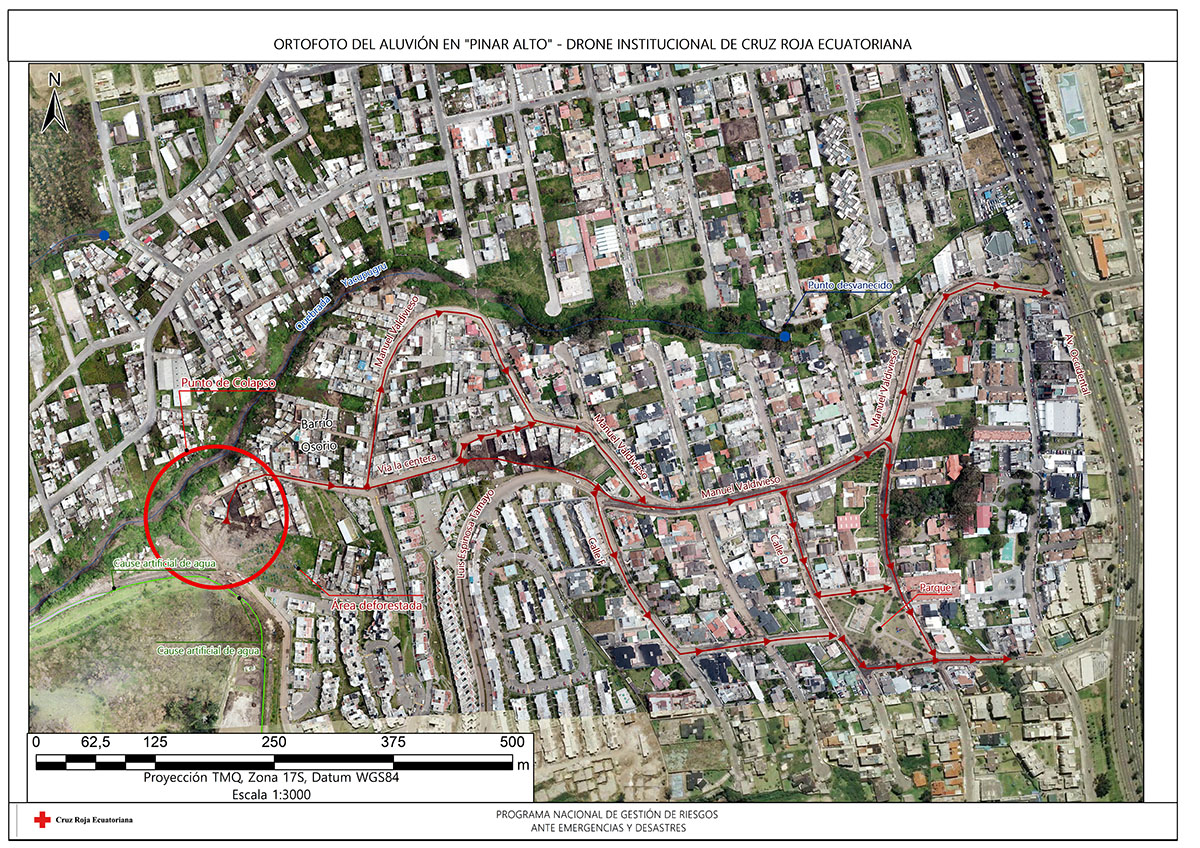 ORTOFOTO DEL ALUVIÓN EN "PINAR ALTO" - DRONE INSTITUCIONAL DE CRUZ ROJA ECUATORIANA
N
Quebrada Yacupugru
Punto desvanecido
Manuel Valdivieso
Av. Occidental
Punto de Colapso
Manuel Valdivieso
Barrio
Osorio
Manuel Valdivieso
Vía la centera
Manuel Valdivieso
Luis Espinosa Tamayo
Calle C
Calle D
Cause artificial de agua
Parque
Área deforestada
Cause artificial de agua
0 62,5 125 250 375 500
m
Proyección TMQ, Zona 17S, Datum WGS84
Escala 1:3000
Cruz Roja Ecuatoriana
PROGRAMA NACIONAL DE GESTIÓN DE RIESGOS
ANTE EMERGENCIAS Y DESASTRES